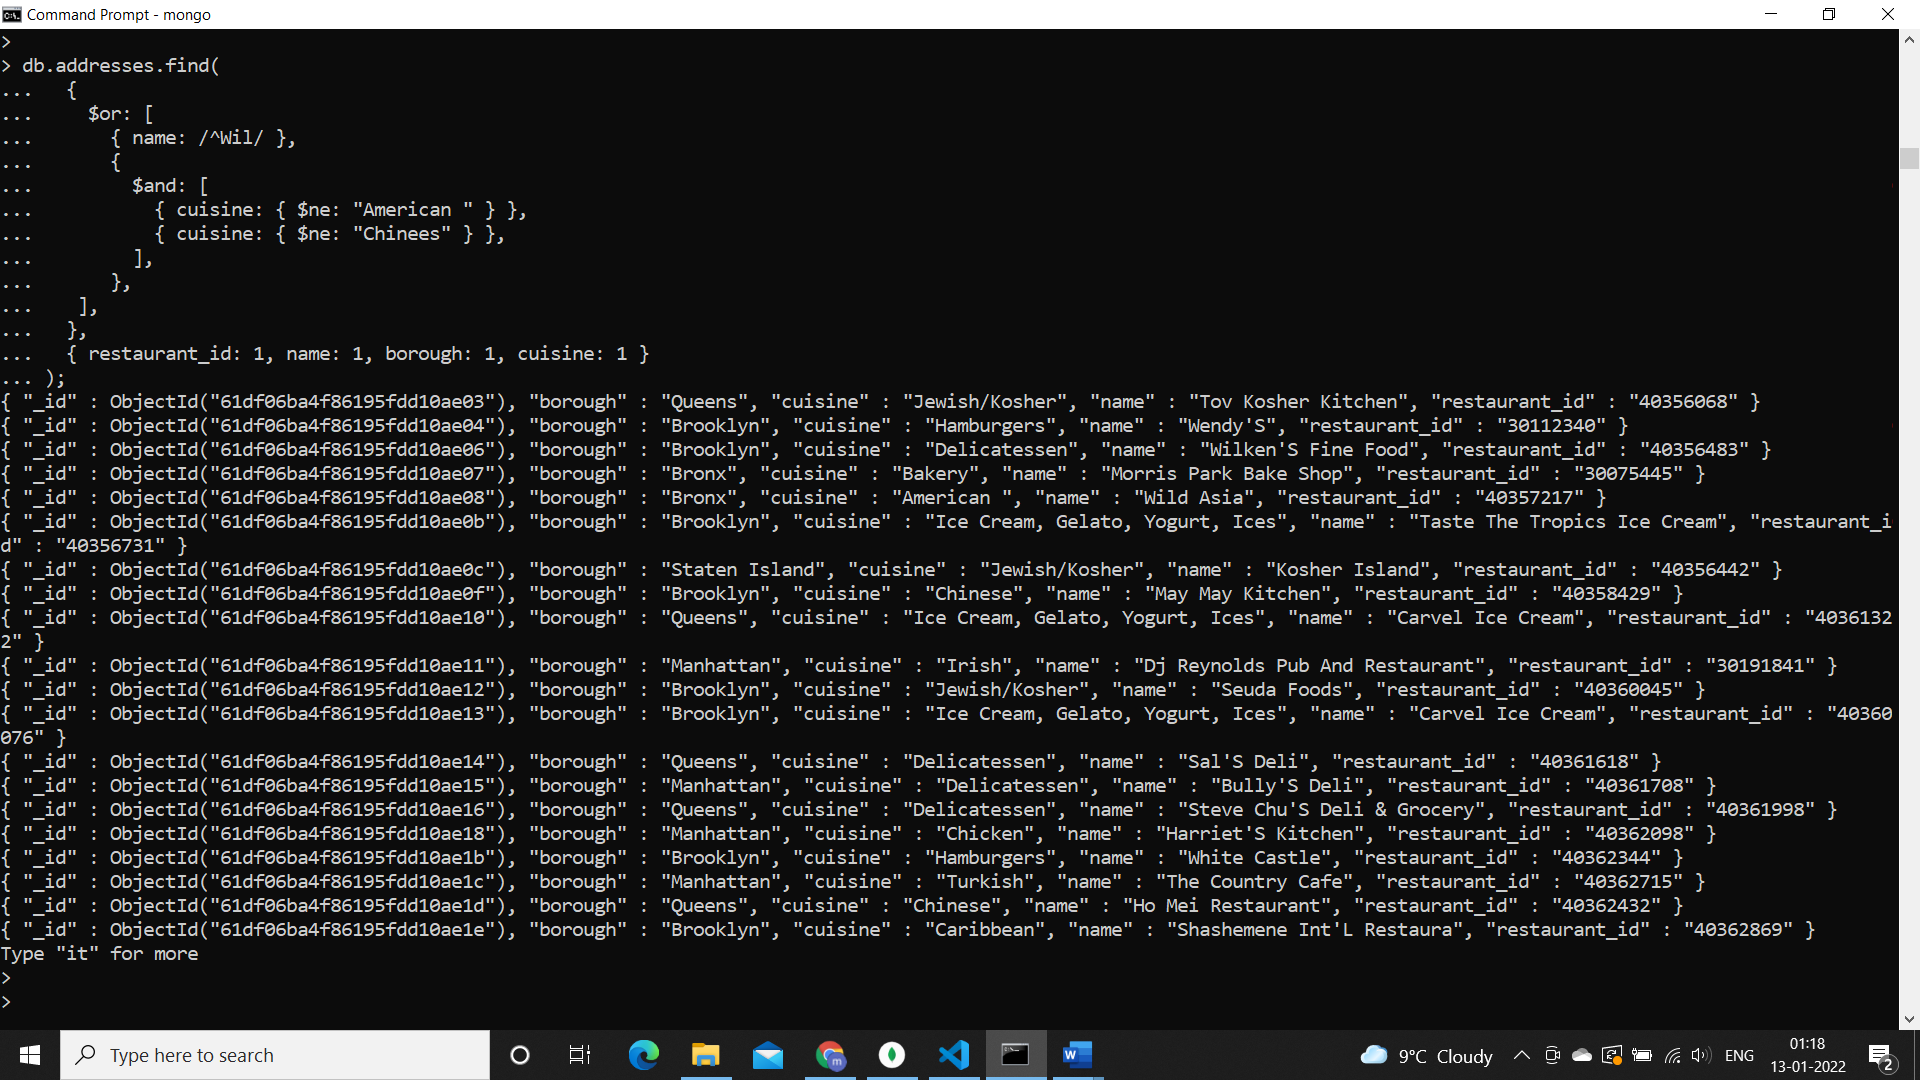 Command Prompt - mongo
>
> db.addresses.find(
...   {
...     $or: [
...       { name: /^Wil/ },
...       {
...         $and: [
...           { cuisine: { $ne: "American " } },
...           { cuisine: { $ne: "Chinees" } },
...         ],
...       },
...    ],
...   },
...   { restaurant_id: 1, name: 1, borough: 1, cuisine: 1 }
... );
{ "_id" : ObjectId("61df06ba4f86195fdd10ae03"), "borough" : "Queens", "cuisine" : "Jewish/Kosher", "name" : "Tov Kosher Kitchen", "restaurant_id" : "40356068" }
{ "_id" : ObjectId("61df06ba4f86195fdd10ae04"), "borough" : "Brooklyn", "cuisine" : "Hamburgers", "name" : "Wendy'S", "restaurant_id" : "30112340" }
{ "_id" : ObjectId("61df06ba4f86195fdd10ae06"), "borough" : "Brooklyn", "cuisine" : "Delicatessen", "name" : "Wilken'S Fine Food", "restaurant_id" : "40356483" }
{ "_id" : ObjectId("61df06ba4f86195fdd10ae07"), "borough" : "Bronx", "cuisine" : "Bakery", "name" : "Morris Park Bake Shop", "restaurant_id" : "30075445" }
{ "_id" : ObjectId("61df06ba4f86195fdd10ae08"), "borough" : "Bronx", "cuisine" : "American ", "name" : "Wild Asia", "restaurant_id" : "40357217" }
{ "_id" : ObjectId("61df06ba4f86195fdd10ae0b"), "borough" : "Brooklyn", "cuisine" : "Ice Cream, Gelato, Yogurt, Ices", "name" : "Taste The Tropics Ice Cream", "restaurant_i
d" : "40356731" }
{ "_id" : ObjectId("61df06ba4f86195fdd10ae0c"), "borough" : "Staten Island", "cuisine" : "Jewish/Kosher", "name" : "Kosher Island", "restaurant_id" : "40356442" }
{ "_id" : ObjectId("61df06ba4f86195fdd10ae0f"), "borough" : "Brooklyn", "cuisine" : "Chinese", "name" : "May May Kitchen", "restaurant_id" : "40358429" }
{ "_id" : ObjectId("61df06ba4f86195fdd10ae10"), "borough" : "Queens", "cuisine" : "Ice Cream, Gelato, Yogurt, Ices", "name" : "Carvel Ice Cream", "restaurant_id" : "4036132
2" }
{ "_id" : ObjectId("61df06ba4f86195fdd10ae11"), "borough" : "Manhattan", "cuisine" : "Irish", "name" : "Dj Reynolds Pub And Restaurant", "restaurant_id" : "30191841" }
{ "_id" : ObjectId("61df06ba4f86195fdd10ae12"), "borough" : "Brooklyn", "cuisine" : "Jewish/Kosher", "name" : "Seuda Foods", "restaurant_id" : "40360045" }
{ "_id" : ObjectId("61df06ba4f86195fdd10ae13"), "borough" : "Brooklyn", "cuisine" : "Ice Cream, Gelato, Yogurt, Ices", "name" : "Carvel Ice Cream", "restaurant_id" : "40360
076" }
{ "_id" : ObjectId("61df06ba4f86195fdd10ae14"), "borough" : "Queens", "cuisine" : "Delicatessen", "name" : "Sal'S Deli", "restaurant_id" : "40361618" }
{ "_id" : ObjectId("61df06ba4f86195fdd10ae15"), "borough" : "Manhattan", "cuisine" : "Delicatessen", "name" : "Bully'S Deli", "restaurant_id" : "40361708" }
{ "_id" : ObjectId("61df06ba4f86195fdd10ae16"), "borough" : "Queens", "cuisine" : "Delicatessen", "name" : "Steve Chu'S Deli & Grocery", "restaurant_id" : "40361998" }
{ "_id" : ObjectId("61df06ba4f86195fdd10ae18"), "borough" : "Manhattan", "cuisine" : "Chicken", "name" : "Harriet'S Kitchen", "restaurant_id" : "40362098" }
{ "_id" : ObjectId("61df06ba4f86195fdd10ae1b"), "borough" : "Brooklyn", "cuisine" : "Hamburgers", "name" : "White Castle", "restaurant_id" : "40362344" }
{ "_id" : ObjectId("61df06ba4f86195fdd10ae1c"), "borough" : "Manhattan", "cuisine" : "Turkish", "name" : "The Country Cafe", "restaurant_id" : "40362715" }
{ "_id" : ObjectId("61df06ba4f86195fdd10ae1d"), "borough" : "Queens", "cuisine" : "Chinese", "name" : "Ho Mei Restaurant", "restaurant_id" : "40362432" }
{ "_id" : ObjectId("61df06ba4f86195fdd10ae1e"), "borough" : "Brooklyn", "cuisine" : "Caribbean", "name" : "Shashemene Int'L Restaura", "restaurant_id" : "40362869" }
Type "it" for more
>
>
Type here to search
9°C Cloudy
ENG
01:18
13-01-2022
2